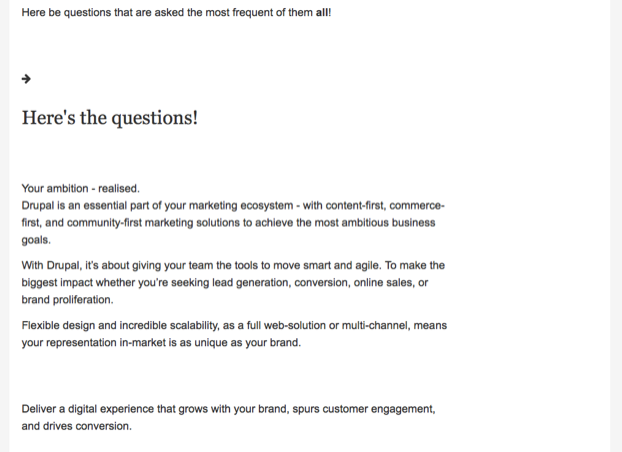 Here be questions that are asked the most frequent of them all!
→
Here's the questions!
Your ambition - realised.
Drupal is an essential part of your marketing ecosystem - with content-first, commerce-
first, and community-first marketing solutions to achieve the most ambitious business
goals.
With Drupal, it's about giving your team the tools to move smart and agile. To make the
biggest impact whether you're seeking lead generation, conversion, online sales, or
brand proliferation.
Flexible design and incredible scalability, as a full web-solution or multi-channel, means
your representation in-market is as unique as your brand.
Deliver a digital experience that grows with your brand, spurs customer engagement,
and drives conversion.